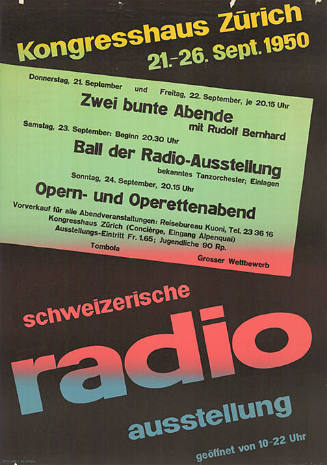 Kongresshaus Zürich
21.-26. Sept. 1950
Donnerstag, 21. September und Freitag, 22 September, je 20.15 Uhr
Zwei bunte Abende
mit Rudolf Bernhard
Samstag, 23. September: Beginn 20.30 Uhr
Ball der Radio-Ausstellung
bekanntes Tanzorchester; Einlagen
Sonntag, 24. September, 20.15 Uhr
Opern- und Operettenabend
Vorverkauf für alle Abendveranstaltungen: Reisebureau Kuoni, Tel. 23 36 16
Kongresshaus Zürich (Concièrge, Eingang Alpenquai)
Ausstellungs-Eintritt Fr. 1.65; Jugendliche 90 Rp.
Tombola Grosser Wettbewerb
schweizerische
radio
ausstellung
geöffnet von 10-22 Uhr